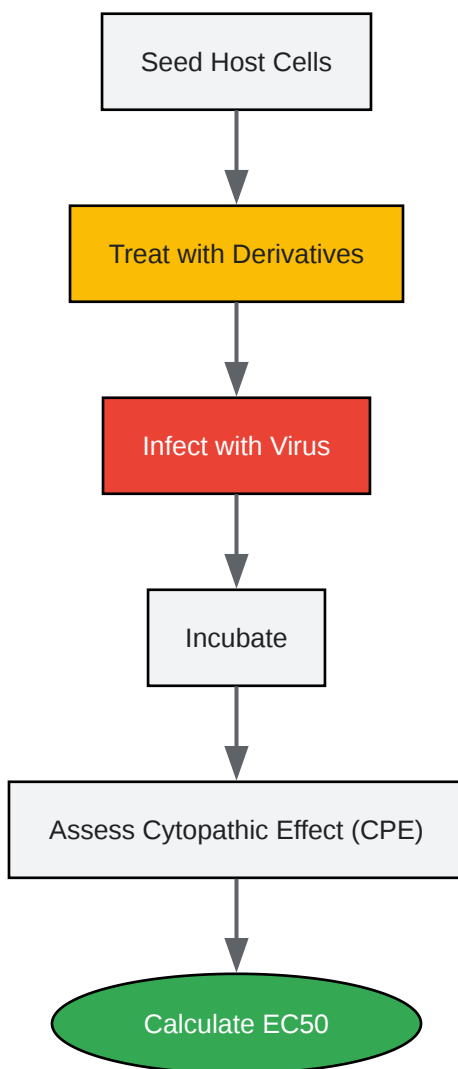 Seed Host Cells
Treat with Derivatives
Infect with Virus
Incubate
Assess Cytopathic Effect (CPE)
Calculate EC50